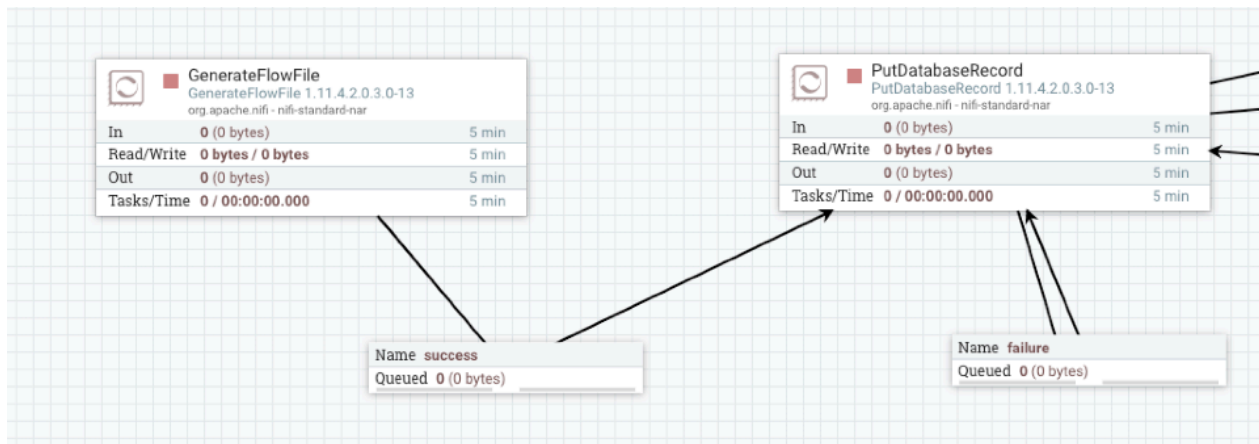 GenerateFlowFile
GenerateFlowFile 1.11.4.2.0.3.0-13
org.apache.nifi - nifi-standard-nar
In 0 (0 bytes) 5 min
Read/Write 0 bytes / 0 bytes 5 min
Out 0 (0 bytes) 5 min
Tasks/Time 0 / 00:00:00.000 5 min
PutDatabaseRecord
PutDatabaseRecord 1.11.4.2.0.3.0-13
org.apache.nifi - nifi-standard-nar
In 0 (0 bytes) 5 min
Read/Write 0 bytes / 0 bytes 5 min
Out 0 (0 bytes) 5 min
Tasks/Time 0 / 00:00:00.000 5 min
Name success
Queued 0 (0 bytes)
Name failure
Queued 0 (0 bytes)